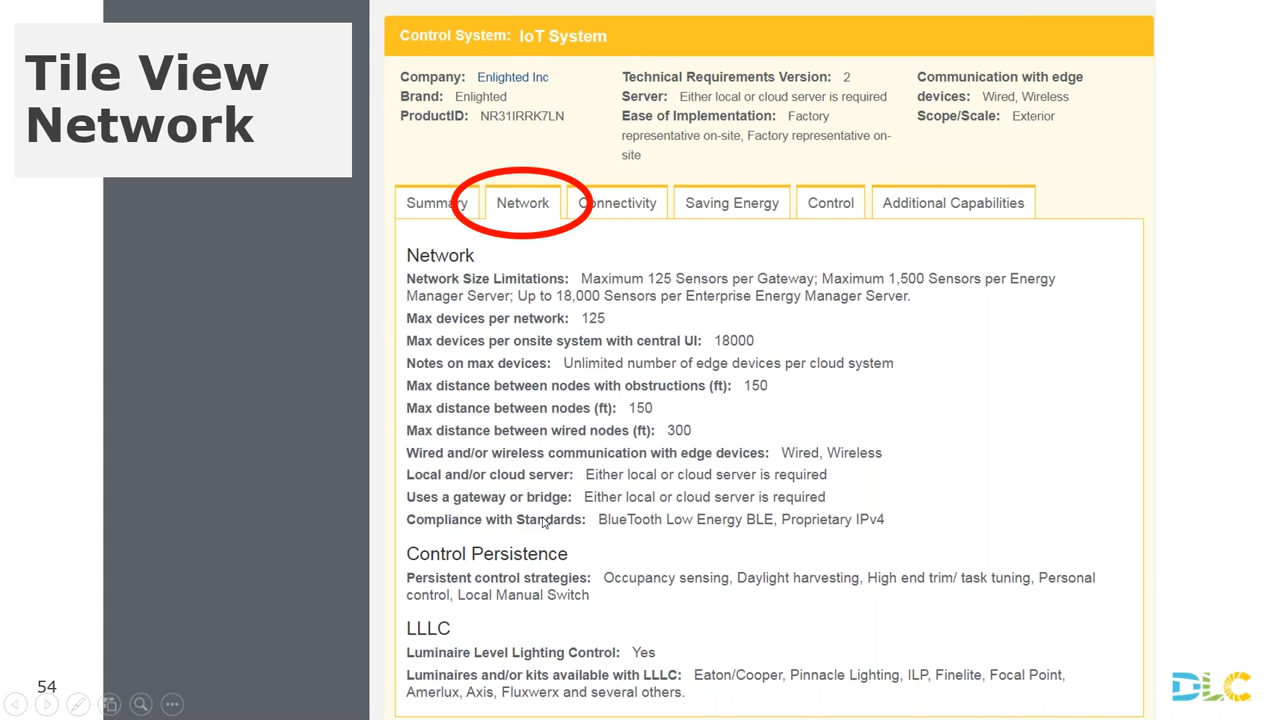 Tile View
Network
Control System: IoT System
Company: Enlighted Inc
Brand: Enlighted
ProductID: NR31IRRK7LN
Technical Requirements Version: 2
Server: Either local or cloud server is required
Ease of Implementation: Factory
representative on-site, Factory representative on-
site
Communication with edge
devices: Wired, Wireless
Scope/Scale: Exterior
Summary
Network
Connectivity
Saving Energy
Control
Additional Capabilities
Network
Network Size Limitations: Maximum 125 Sensors per Gateway; Maximum 1,500 Sensors per Energy
Manager Server; Up to 18,000 Sensors per Enterprise Energy Manager Server.
Max devices per network: 125
Max devices per onsite system with central UI: 18000
Notes on max devices: Unlimited number of edge devices per cloud system
Max distance between nodes with obstructions (ft): 150
Max distance between nodes (ft): 150
Max distance between wired nodes (ft): 300
Wired and/or wireless communication with edge devices: Wired, Wireless
Local and/or cloud server: Either local or cloud server is required
Uses a gateway or bridge: Either local or cloud server is required
Compliance with Standards: BlueTooth Low Energy BLE, Proprietary IPv4
Control Persistence
Persistent control strategies: Occupancy sensing, Daylight harvesting, High end trim/ task tuning, Personal
control, Local Manual Switch
LLLC
Luminaire Level Lighting Control: Yes
Luminaires and/or kits available with LLLC: Eaton/Cooper, Pinnacle Lighting, ILP, Finelite, Focal Point,
Amerlux, Axis, Fluxwerx and several others.
54
DLC